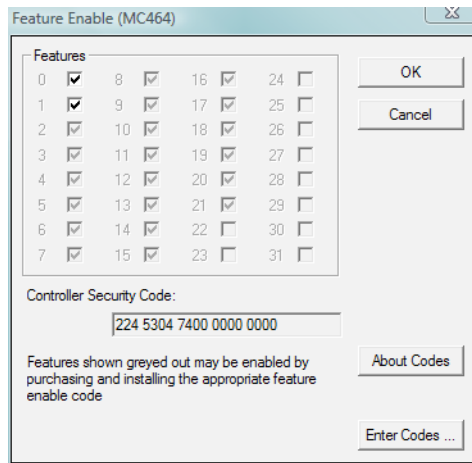 Feature Enable (MC464)
Features
0 8 16 24
OK
1 9 17 25
Cancel
2 10 18 26
3 11 19 27
4 12 20 28
5 13 21 29
6 14 22 30
7 15 23 31
Controller Security Code:
224 5304 7400 0000 0000
Features shown greyed out may be enabled by
purchasing and installing the appropriate feature
enable code
About Codes
Enter Codes ...